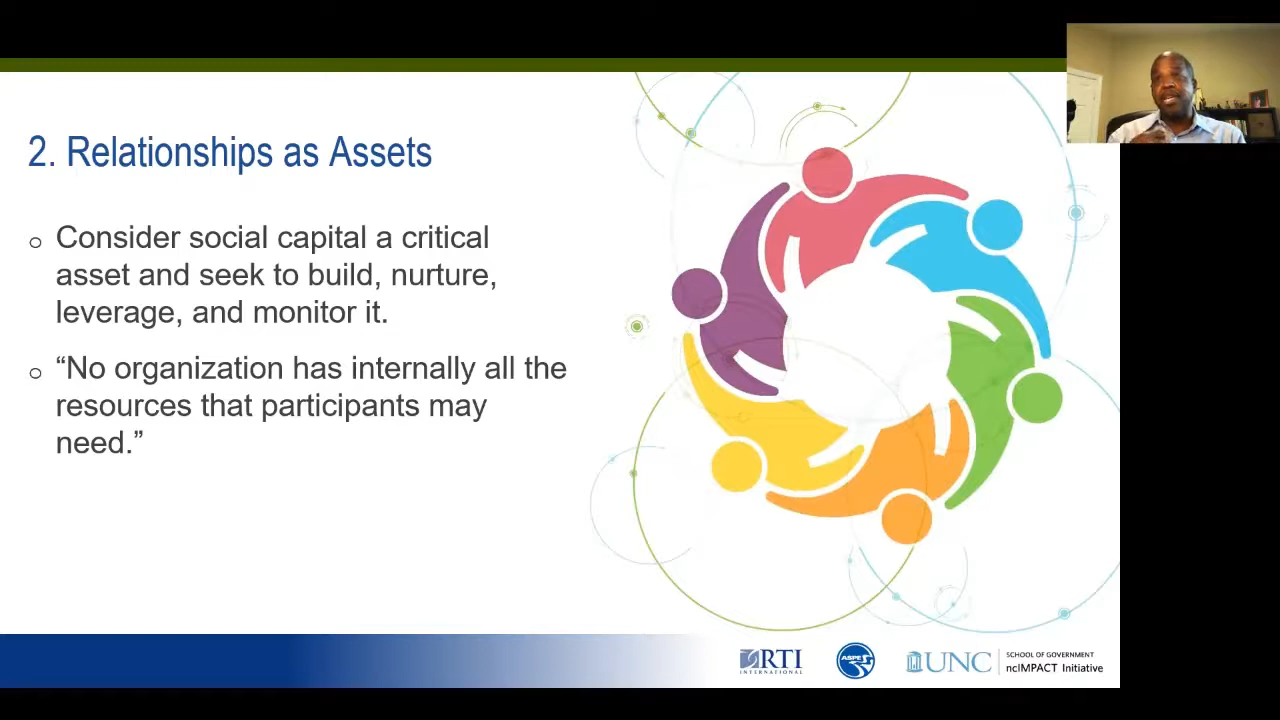 2. Relationships as Assets
Consider social capital a critical
asset and seek to build, nurture,
leverage, and monitor it.
“No organization has internally all the
resources that participants may
need.”
RTI
INTERNATIONAL
ASPE
UNC
SCHOOL OF GOVERNMENT
ncIMPACT Initiative